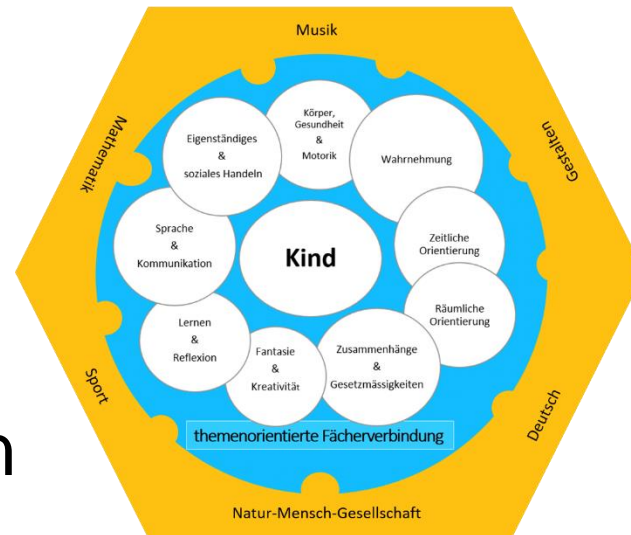 Musik
Mathematik
Gestalten
Körper,
Gesundheit
&
Motorik
Eigenständiges
&
soziales Handeln
Wahrnehmung
Sprache
&
Kommunikation
Kind
Zeitliche
Orientierung
Räumliche
Orientierung
Lernen
&
Reflexion
Fantasie
&
Kreativität
Zusammenhänge
&
Gesetzmässigkeiten
Sport
Deutsch
n
themenorientierte Fächerverbindung
Natur-Mensch-Gesellschaft